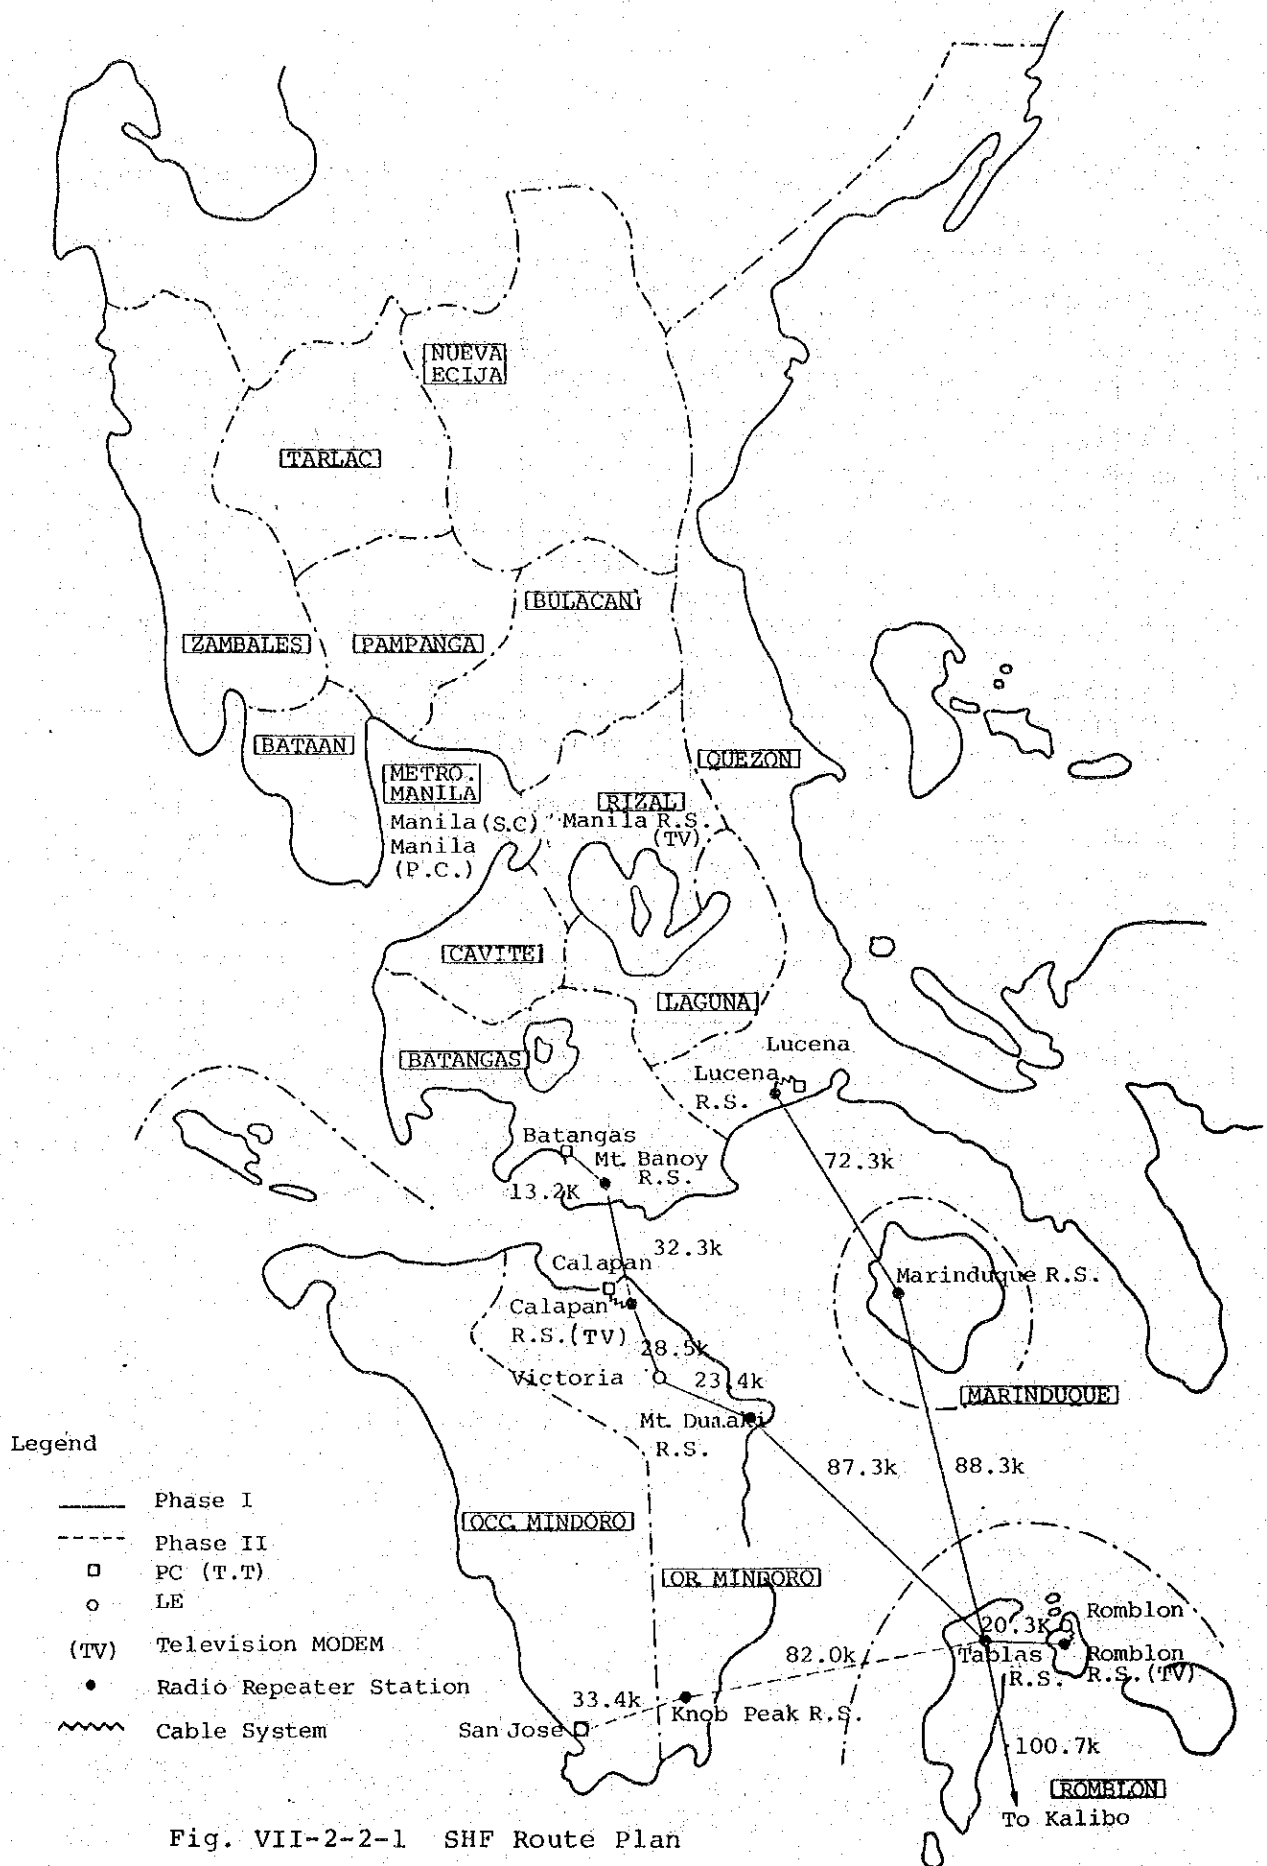 NUEVA
ECIJA
TARLAC
BULACAN
ZAMBALES
PAMPANGA
BATAAN
QUEZON
METRO.
MANILA
RIZAL
Manila (S.C)
Manila R.S.
(TV)
Manila
(P.C.)
CAVITE
LAGUNA
BATANGAS
Lucena
Lucena
R.S.
Batangas
Mt. Banoy
R.S.
72.3k
13.2K
32.3k
Calapan
Marinduque R.S.
Calapan
R.S. (TV)
28.5k
Victoria
23.4k
MARINDUQUE
Mt.
R.S.
87.3k
88.3k
Legend
Phase I
Phase II
PC (T.T)
LE
(TV) Television MODEM
Radio Repeater Station
Cable System
OCC. MINDORO
OR. MINDORO
Romblon
20.3K
82.0k
Tablas
R.S.
Romblon
R.S. (TV)
33.4k
Knob Peak R.S.
San Jose
100.7k
ROMBLON
To Kalibo
Fig. VII-2-2-1 SHF Route Plan